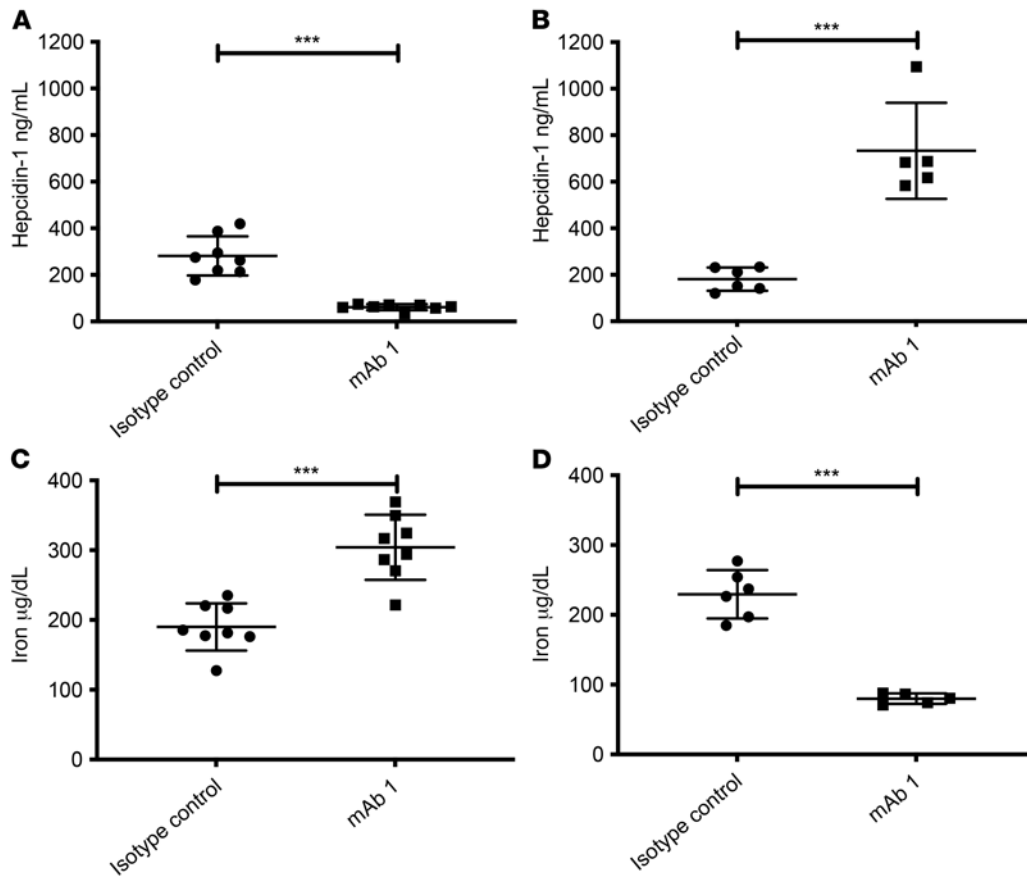 A
Hepcidin-1 ng/mL
1200
1000
800
600
400
200
0
***
Isotype control
mAb 1
B
Hepcidin-1 ng/mL
1200
1000
800
600
400
200
0
***
Isotype control
mAb 1
C
Iron µg/dL
400
300
200
100
0
***
Isotype control
mAb 1
D
Iron µg/dL
400
300
200
100
0
***
Isotype control
mAb 1